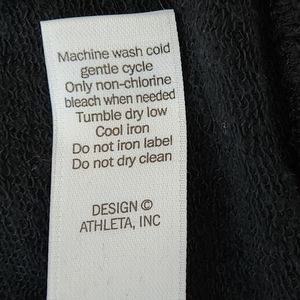 Machine wash cold
gentle cycle
Only non-chlorine
bleach when needed
Tumble dry low
Cool iron
Do not iron label
Do not dry clean
DESIGN ©
ATHLETA, INC